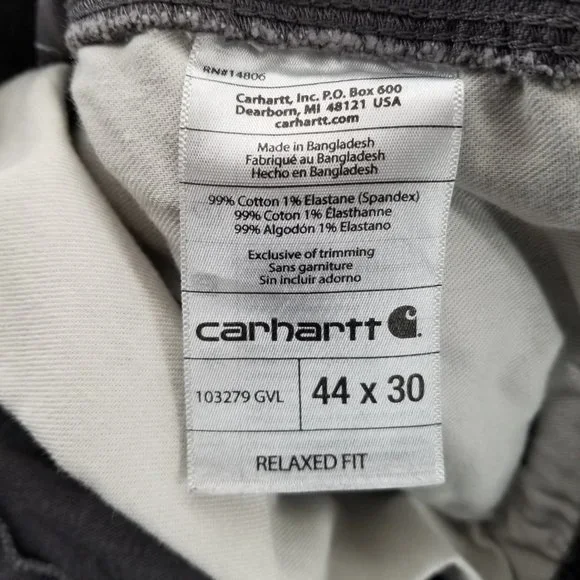 RN#14806
Carhartt, Inc. P.O. Box 600
Dearborn, MI 48121 USA
carhartt.com
Made in Bangladesh
Fabriqué au Bangladesh
Hecho en Bangladesh
99% Cotton 1% Elastane (Spandex)
99% Coton 1% Élasthanne
99% Algodón 1% Elastano
Exclusive of trimming
Sans garniture
Sin incluir adorno
carhartt
103279 GVL
44 x 30
RELAXED FIT